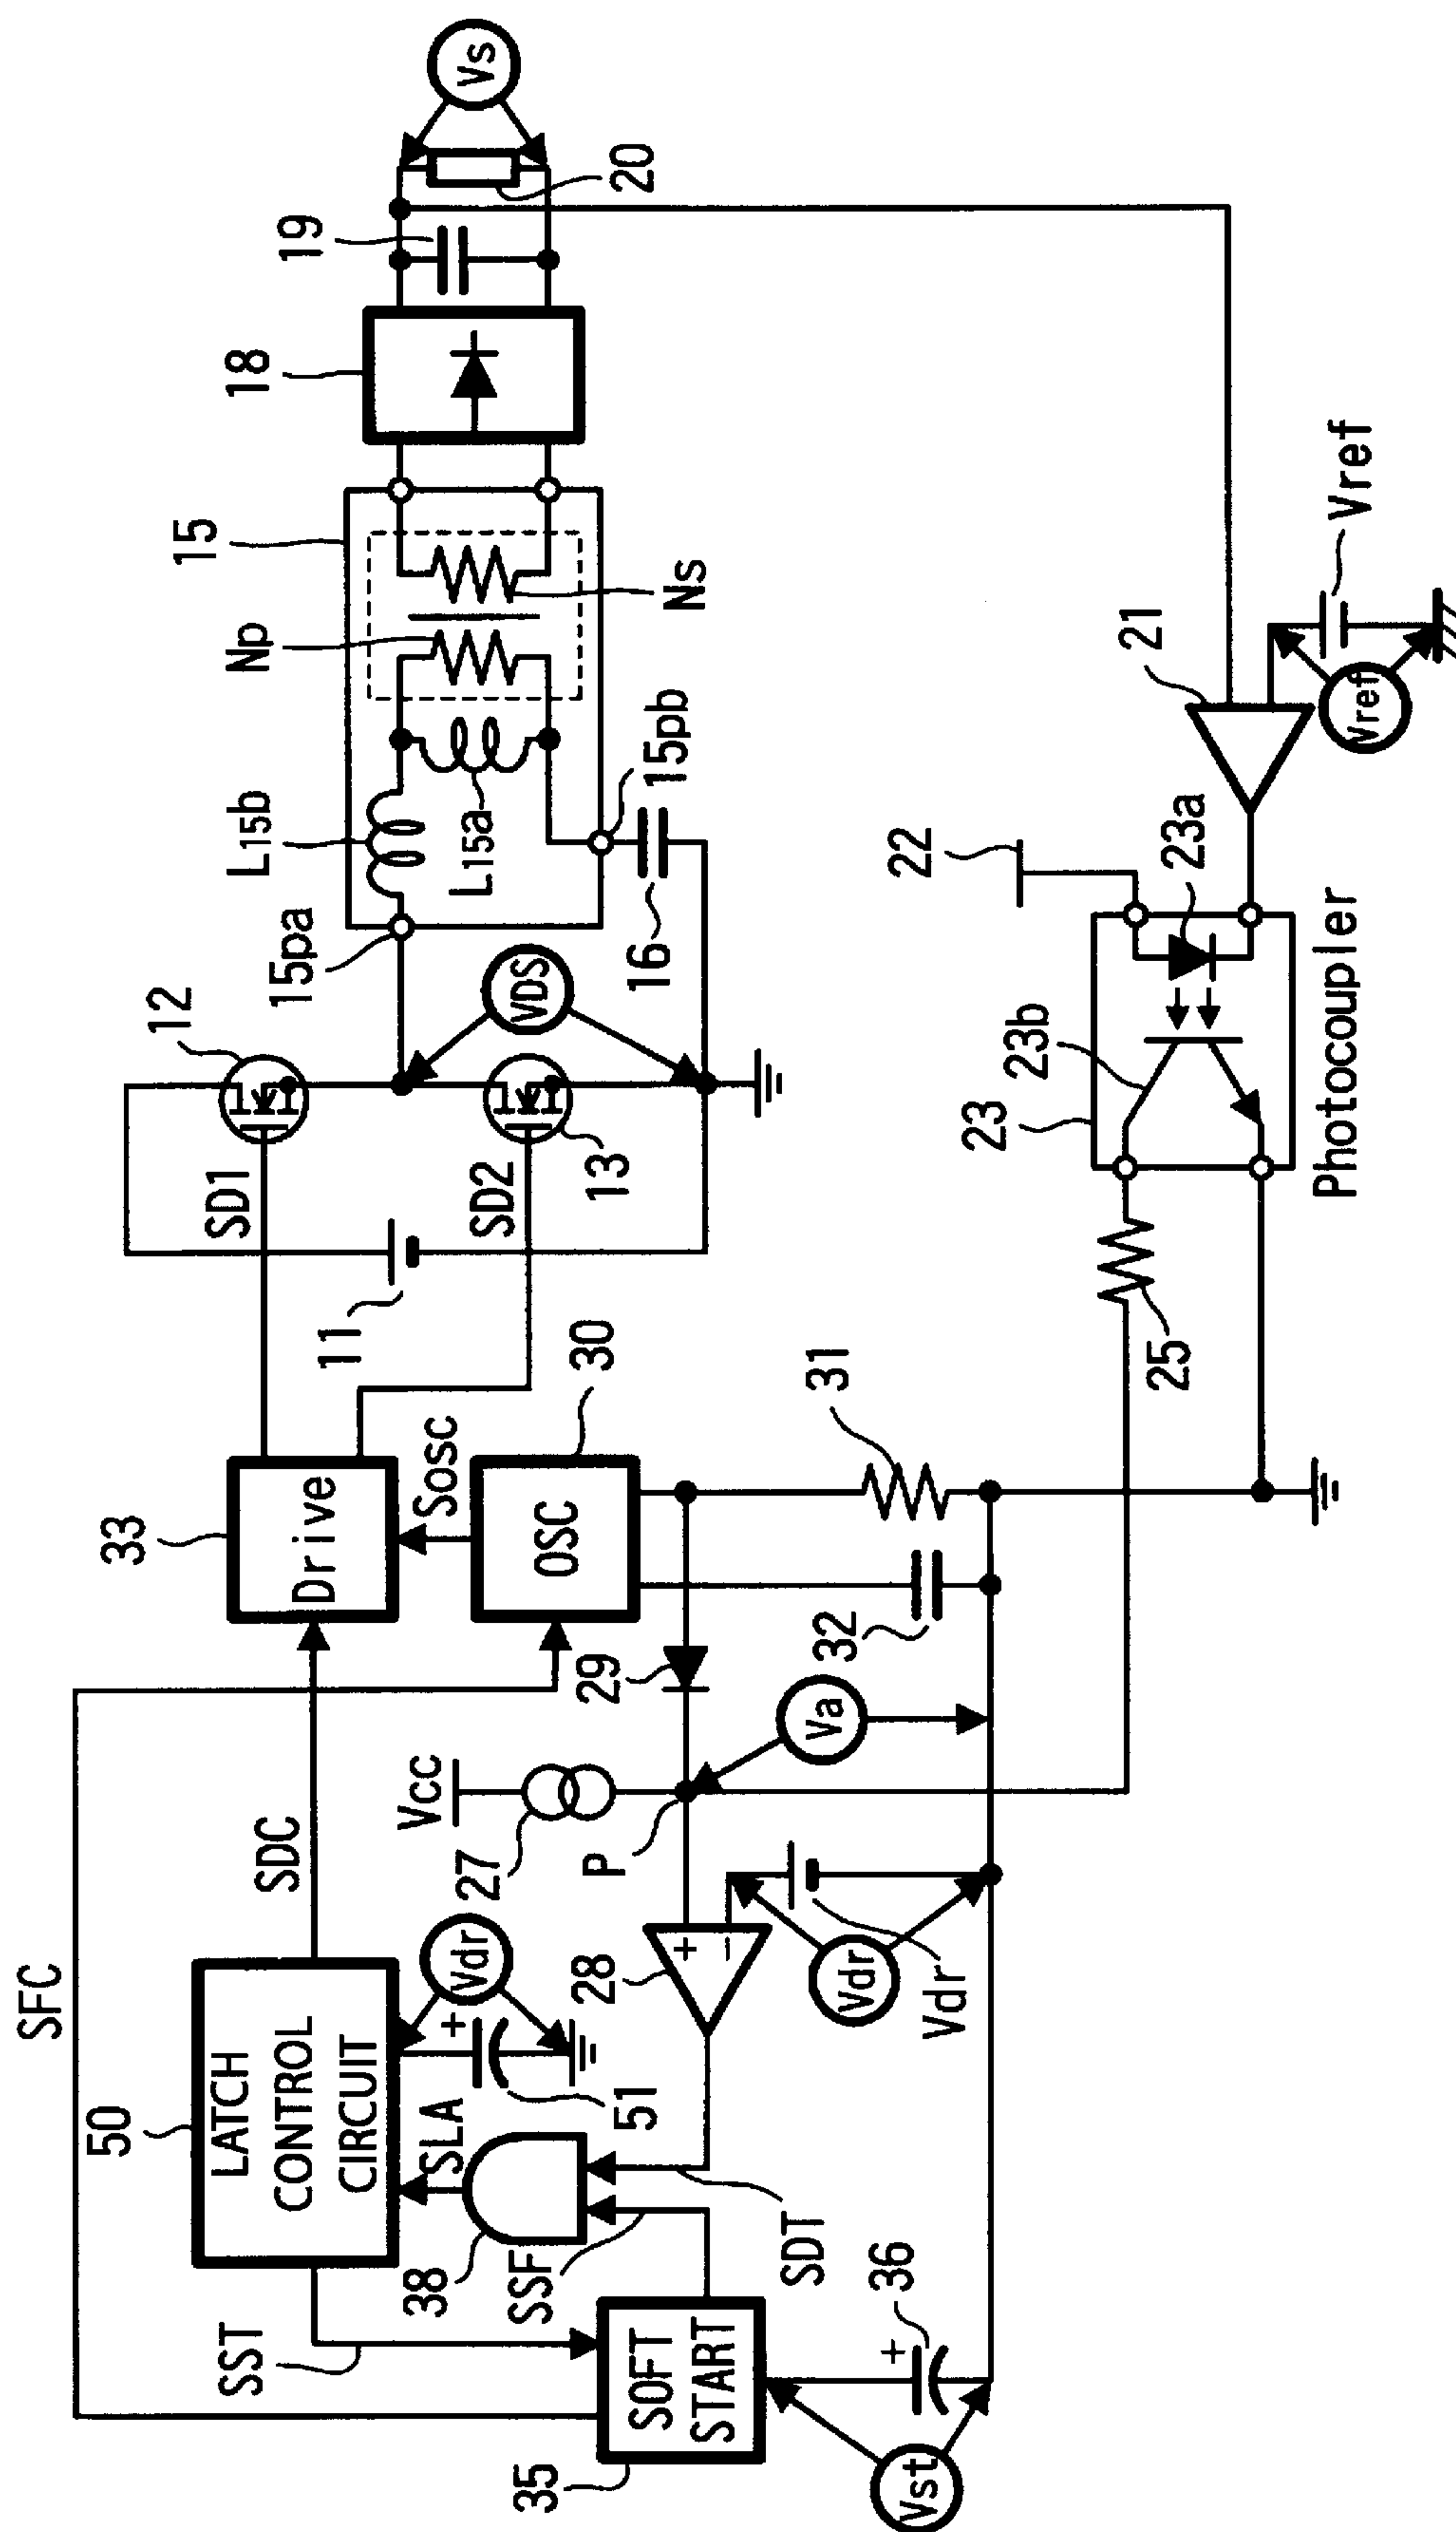 SFC
50
LATCH
CONTROL
CIRCUIT
SST
SDC
33
Drive
SD1
12
15pa
L15b
Np
15
18
19
Vs
Vdr
+
51
SLA
38
SSF
35
SOFT
START
Vcc
27
P
28
+
−
29
Sosc
30
OSC
11
SD2
13
VDS
16
L15a
15pb
Ns
20
SDT
+
36
Vst
Vdr
Vdr
Va
32
31
25
23
23b
22
23a
21
Vref
Vref
Photocoupler